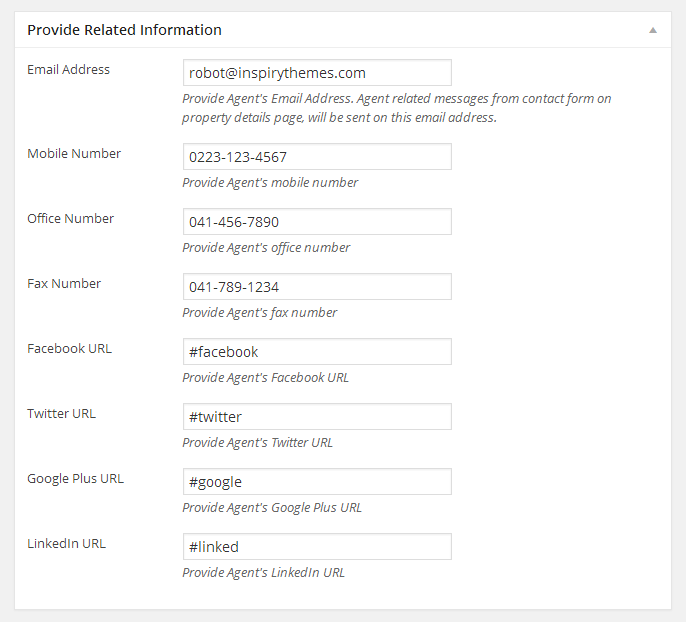 Provide Related Information
Email Address
robot@inspirythemes.com
Provide Agent's Email Address. Agent related messages from contact form on
property details page, will be sent on this email address.
Mobile Number
0223-123-4567
Provide Agent's mobile number
Office Number
041-456-7890
Provide Agent's office number
Fax Number
041-789-1234
Provide Agent's fax number
Facebook URL
#facebook
Provide Agent's Facebook URL
Twitter URL
#twitter
Provide Agent's Twitter URL
Google Plus URL
#google
Provide Agent's Google Plus URL
LinkedIn URL
#linked
Provide Agent's LinkedIn URL